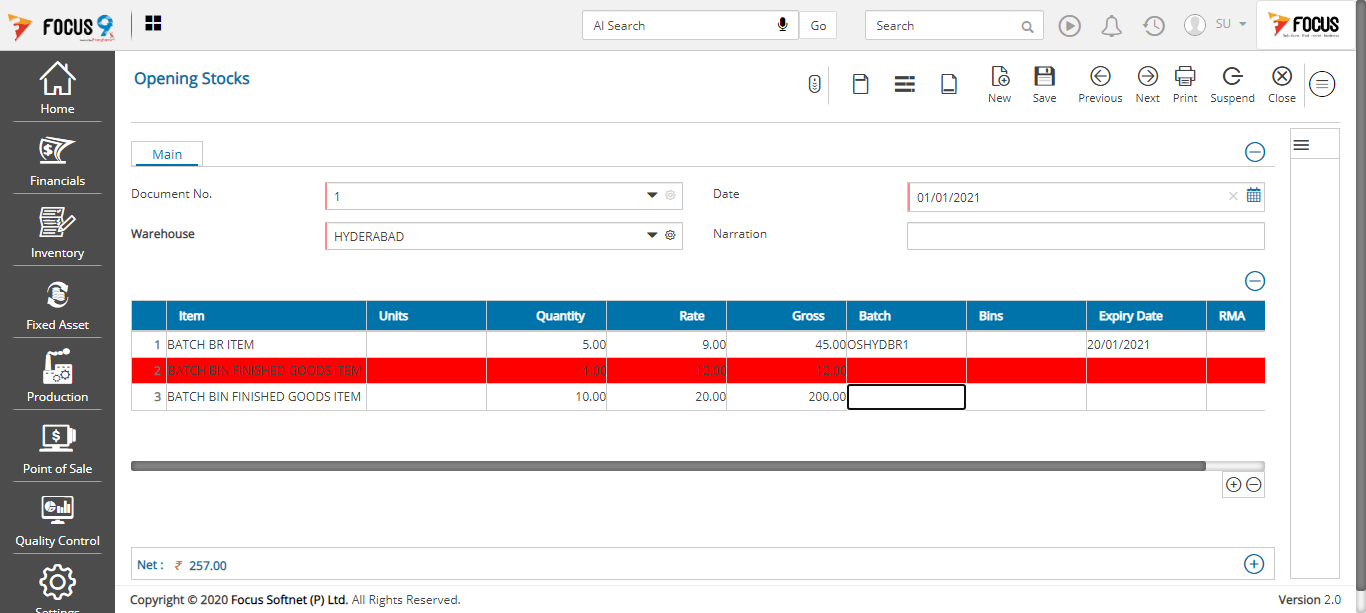 FOCUS 9
AI Search
Go
Search
SU
FOCUS
Home
Financials
Inventory
Fixed Asset
Production
Point of Sale
Quality Control
Settings
Opening Stocks
New Save Previous Next Print Suspend Close
Main
Document No. 1 Date 01/01/2021
Warehouse HYDERABAD Narration
Item Units Quantity Rate Gross Batch Bins Expiry Date RMA
1 BATCH BR ITEM 5.00 9.00 45.00 OSHYDBR1 20/01/2021
2 BATCH BIN FINISHED GOODS ITEM 1.00 12.00 12.00
3 BATCH BIN FINISHED GOODS ITEM 10.00 20.00 200.00
Net : ₹ 257.00
Copyright © 2020 Focus Softnet (P) Ltd. All Rights Reserved. Version 2.0